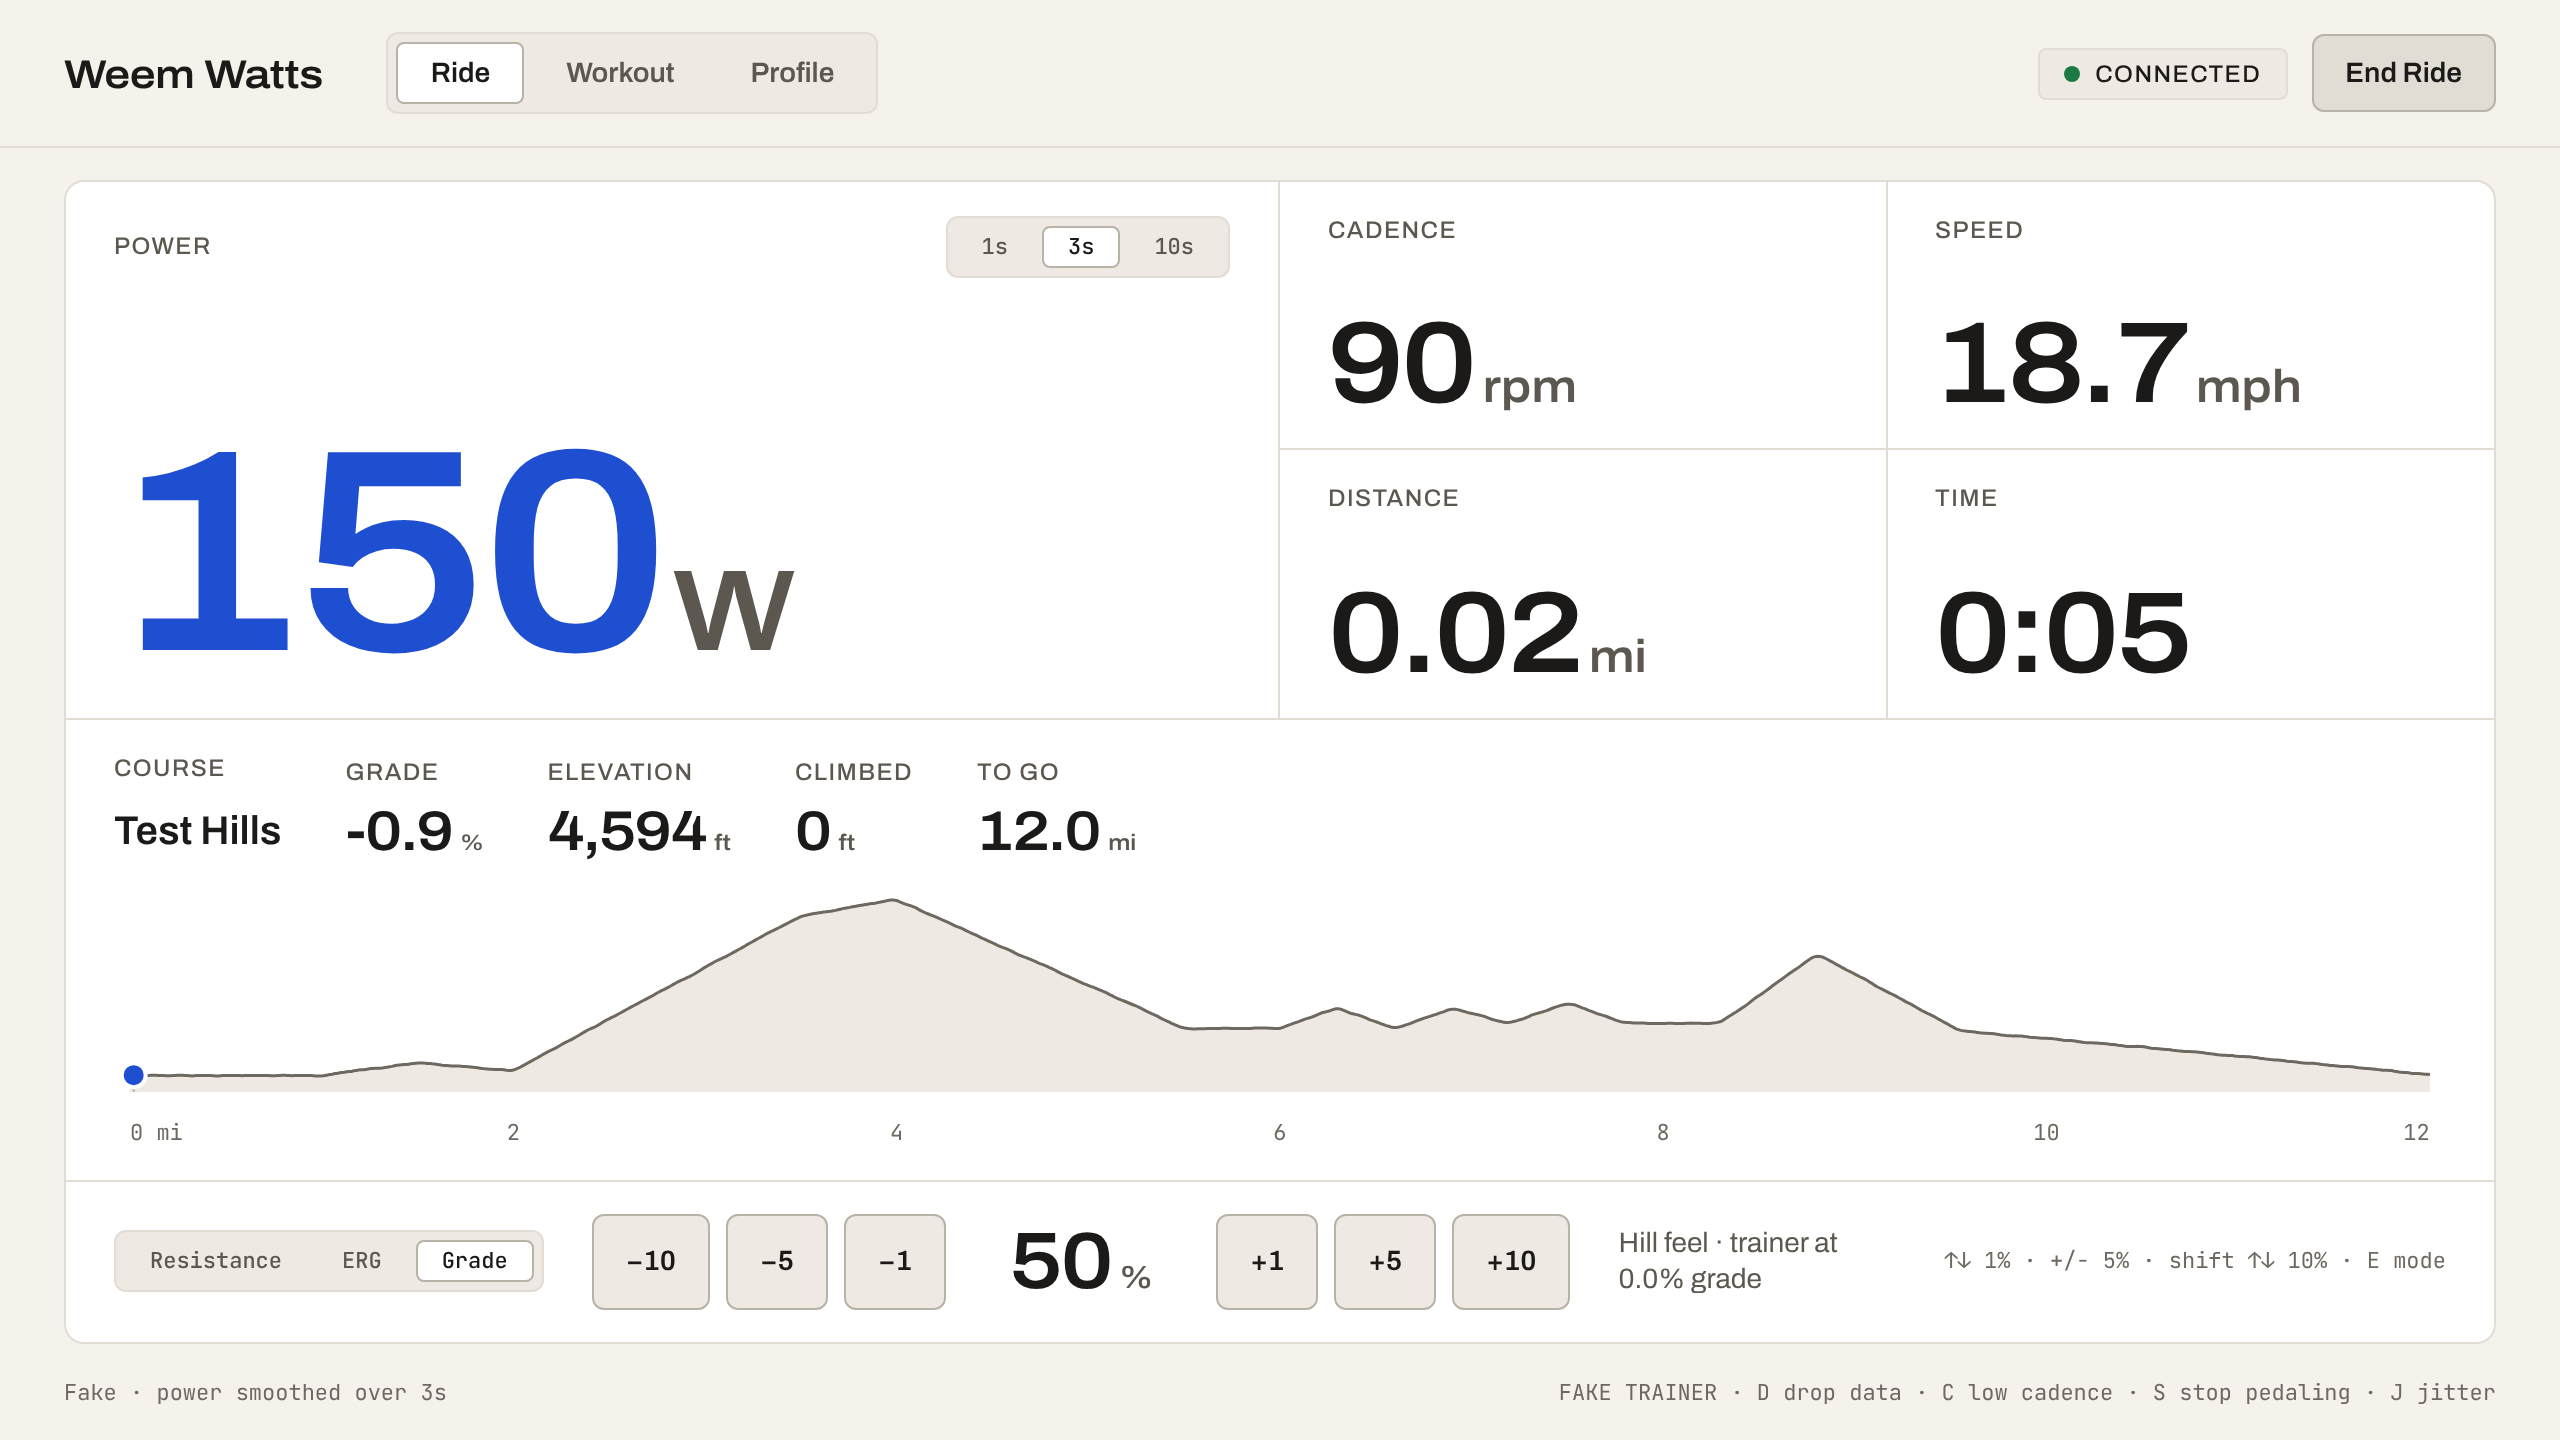 Weem Watts
Ride
Workout
Profile
CONNECTED
End Ride
POWER
1s
3s
10s
150 W
CADENCE
90 rpm
SPEED
18.7 mph
DISTANCE
0.02 mi
TIME
0:05
COURSE
Test Hills
GRADE
-0.9 %
ELEVATION
4,594 ft
CLIMBED
0 ft
TO GO
12.0 mi
0 mi 2 4 6 8 10 12
Resistance
ERG
Grade
−10
−5
−1
50 %
+1
+5
+10
Hill feel · trainer at
0.0% grade
↑↓ 1% · +/- 5% · shift ↑↓ 10% · E mode
Fake · power smoothed over 3s
FAKE TRAINER · D drop data · C low cadence · S stop pedaling · J jitter